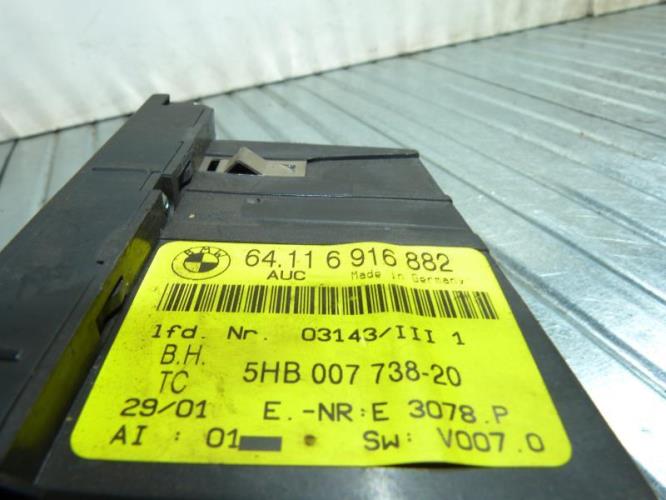 BMW
64.11 6 916 882
AUC Made in Germany
lfd. Nr. 03143/III 1
B.H.
TC 5HB 007 738-20
29/01 E.-NR:E 3078.P
AI : 01 SW: V007.0